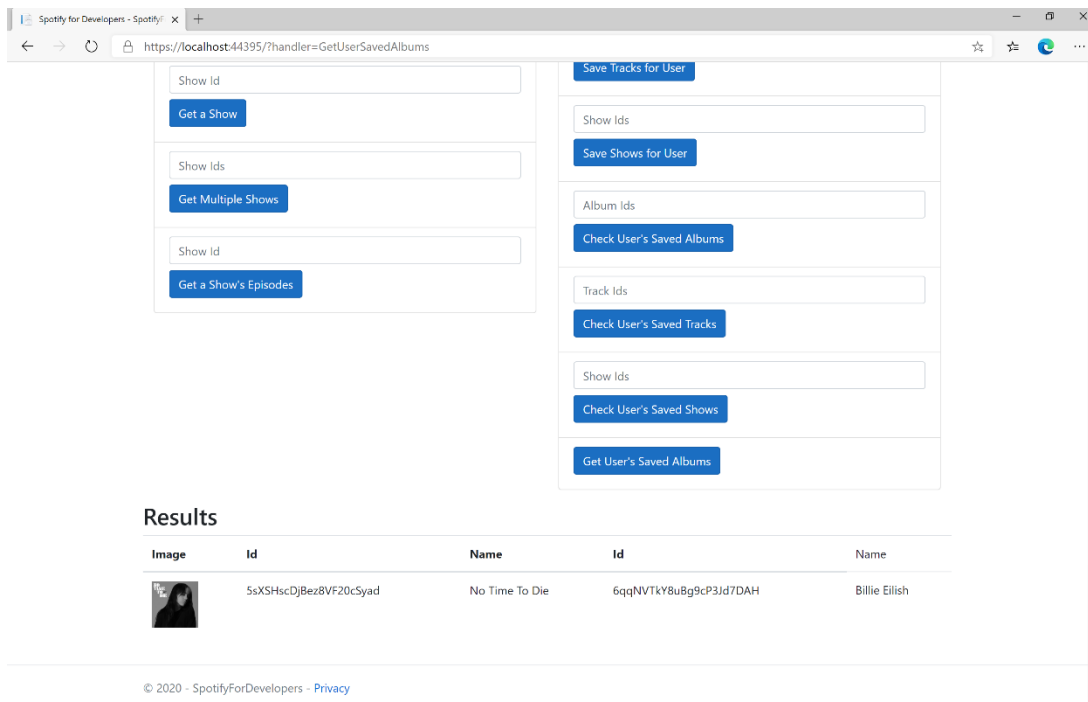 Spotify for Developers - SpotifyF
https://localhost:44395/?handler=GetUserSavedAlbums
Show Id
Get a Show
Show Ids
Get Multiple Shows
Show Id
Get a Show's Episodes
Save Tracks for User
Show Ids
Save Shows for User
Album Ids
Check User's Saved Albums
Track Ids
Check User's Saved Tracks
Show Ids
Check User's Saved Shows
Get User's Saved Albums
Results
Image Id Name Id Name
5sXSHscDjBez8VF20cSyad No Time To Die 6qqNVTkY8uBg9cP3Jd7DAH Billie Eilish
© 2020 - SpotifyForDevelopers - Privacy